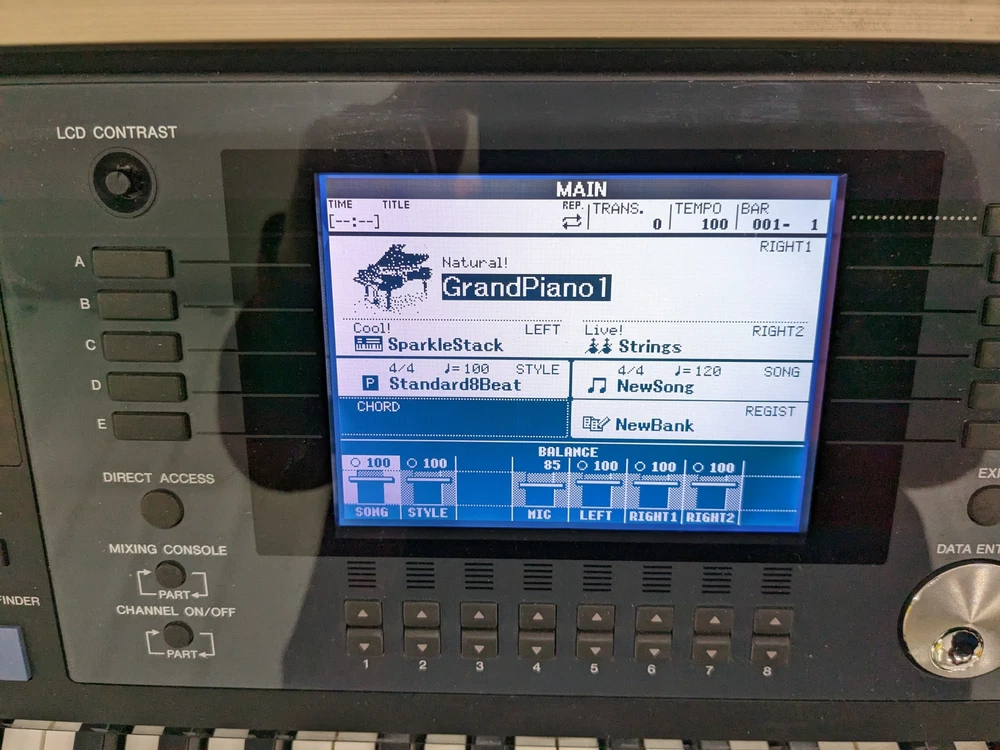 LCD CONTRAST
MAIN
TIME TITLE REP. TRANS. TEMPO BAR
[--:--] 0 100 001- 1
RIGHT1
Natural!
GrandPiano1
Cool! LEFT
SparkleStack
Live! RIGHT2
Strings
4/4 ♩=100 STYLE
P Standard8Beat
4/4 ♩=120 SONG
NewSong
CHORD
REGIST
NewBank
BALANCE
100 100 85 100 100 100
SONG STYLE MIC LEFT RIGHT1 RIGHT2
A
B
C
D
E
DIRECT ACCESS
MIXING CONSOLE
PART
CHANNEL ON/OFF
PART
FINDER
1 2 3 4 5 6 7 8
EXI
DATA ENT